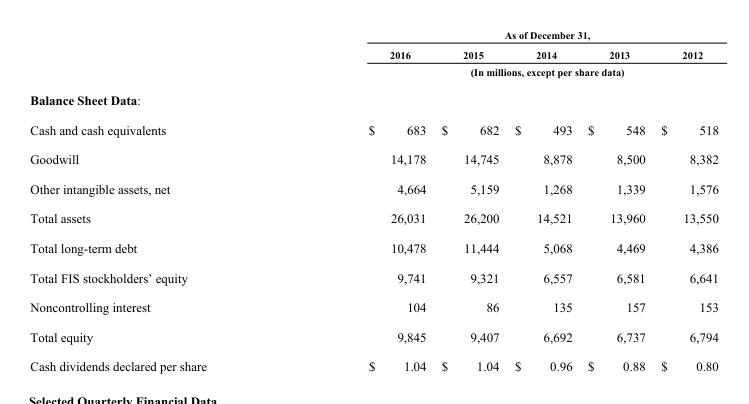 As of December 31,
2016 2015 2014 2013 2012
(In millions, except per share data)
Balance Sheet Data:
Cash and cash equivalents $ 683 $ 682 $ 493 $ 548 $ 518
Goodwill 14,178 14,745 8,878 8,500 8,382
Other intangible assets, net 4,664 5,159 1,268 1,339 1,576
Total assets 26,031 26,200 14,521 13,960 13,550
Total long-term debt 10,478 11,444 5,068 4,469 4,386
Total FIS stockholders’ equity 9,741 9,321 6,557 6,581 6,641
Noncontrolling interest 104 86 135 157 153
Total equity 9,845 9,407 6,692 6,737 6,794
Cash dividends declared per share $ 1.04 $ 1.04 $ 0.96 $ 0.88 $ 0.80
Selected Quarterly Financial Data